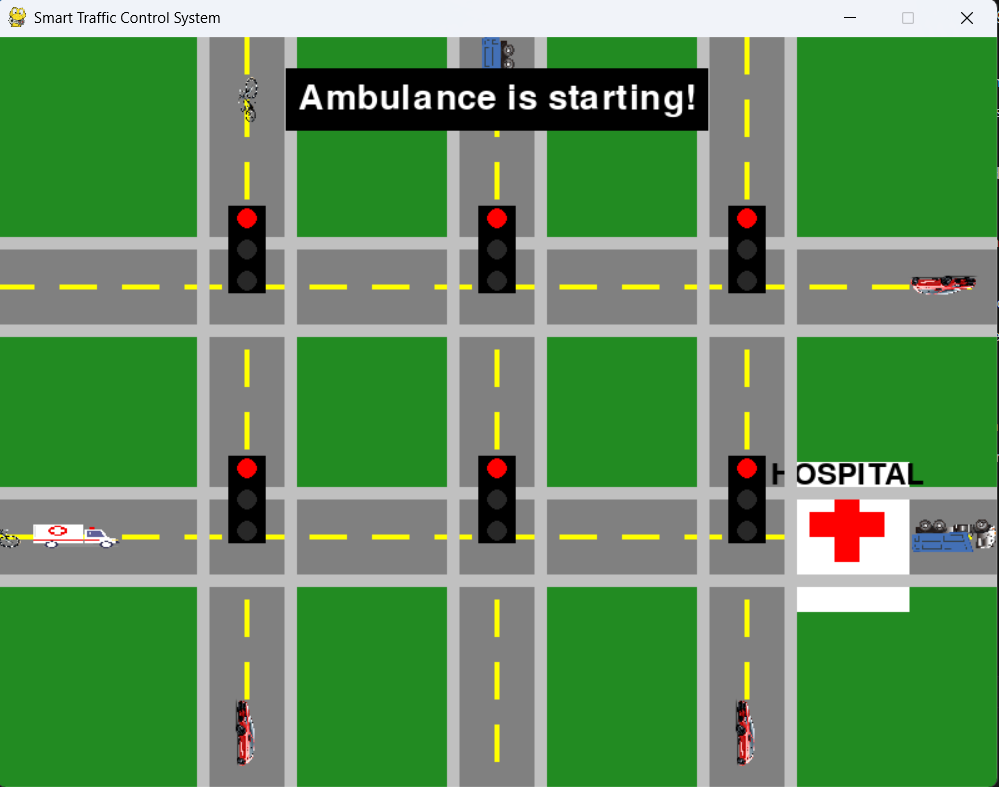 Smart Traffic Control System
Ambulance is starting!
HOSPITAL